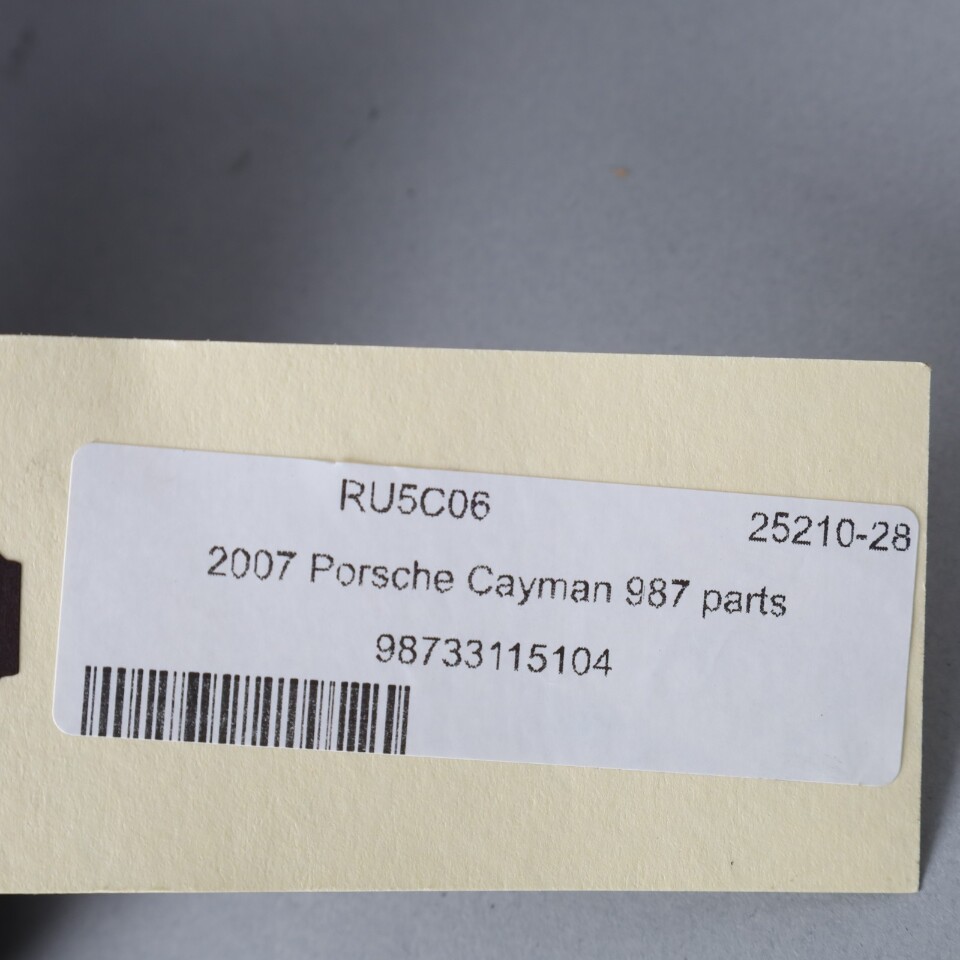 RU5C06
25210-28
2007 Porsche Cayman 987 parts
98733115104